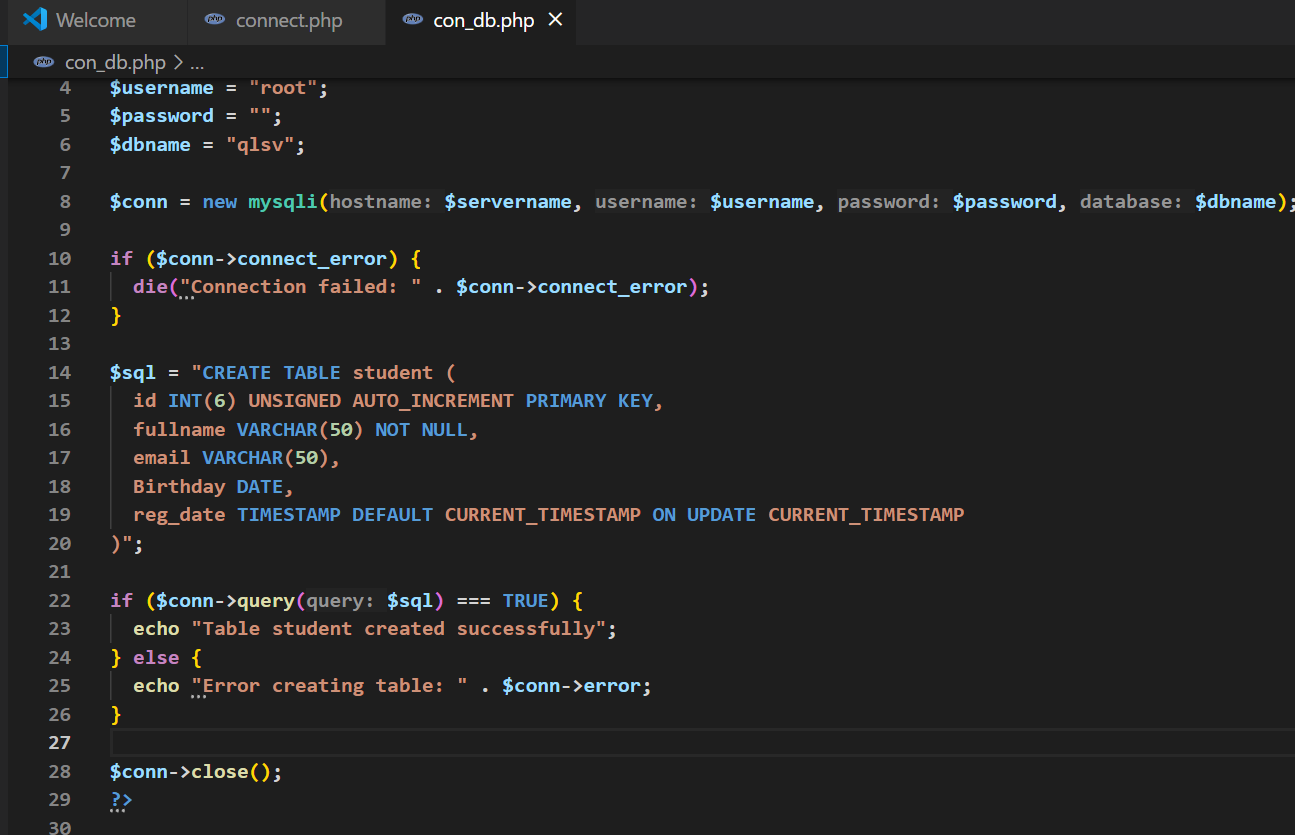 Welcome php connect.php php con_db.php ×
php con_db.php > ...
4 $username = "root";
5 $password = "";
6 $dbname = "qlsv";
7
8 $conn = new mysqli(hostname: $servername, username: $username, password: $password, database: $dbname);
9
10 if ($conn->connect_error) {
11 die("Connection failed: " . $conn->connect_error);
12 }
13
14 $sql = "CREATE TABLE student (
15 id INT(6) UNSIGNED AUTO_INCREMENT PRIMARY KEY,
16 fullname VARCHAR(50) NOT NULL,
17 email VARCHAR(50),
18 Birthday DATE,
19 reg_date TIMESTAMP DEFAULT CURRENT_TIMESTAMP ON UPDATE CURRENT_TIMESTAMP
20 )";
21
22 if ($conn->query(query: $sql) === TRUE) {
23 echo "Table student created successfully";
24 } else {
25 echo "Error creating table: " . $conn->error;
26 }
27
28 $conn->close();
29 ?>
30